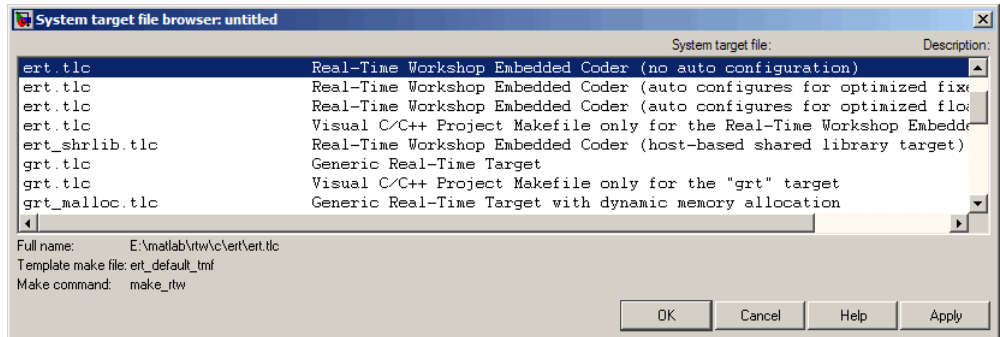 System target file browser: untitled
System target file: Description:
ert.tlc Real-Time Workshop Embedded Coder (no auto configuration)
ert.tlc Real-Time Workshop Embedded Coder (auto configures for optimized fixe
ert.tlc Real-Time Workshop Embedded Coder (auto configures for optimized floa
ert.tlc Visual C/C++ Project Makefile only for the Real-Time Workshop Embedde
ert_shrlib.tlc Real-Time Workshop Embedded Coder (host-based shared library target)
grt.tlc Generic Real-Time Target
grt.tlc Visual C/C++ Project Makefile only for the "grt" target
grt_malloc.tlc Generic Real-Time Target with dynamic memory allocation
Full name: E:\matlab\rtw\c\ert\ert.tlc
Template make file: ert_default_tmf
Make command: make_rtw
OK Cancel Help Apply